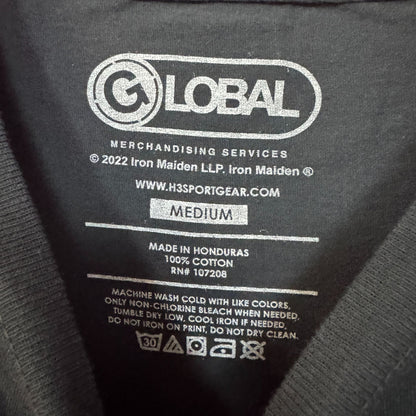 GLOBAL
MERCHANDISING SERVICES
© 2022 Iron Maiden LLP. Iron Maiden ®
WWW.H3SPORTGEAR.COM
MEDIUM
MADE IN HONDURAS
100% COTTON
RN# 107208
MACHINE WASH COLD WITH LIKE COLORS,
ONLY NON-CHLORINE BLEACH WHEN NEEDED,
TUMBLE DRY LOW. COOL IRON IF NEEDED,
DO NOT IRON ON PRINT, DO NOT DRY CLEAN.
30